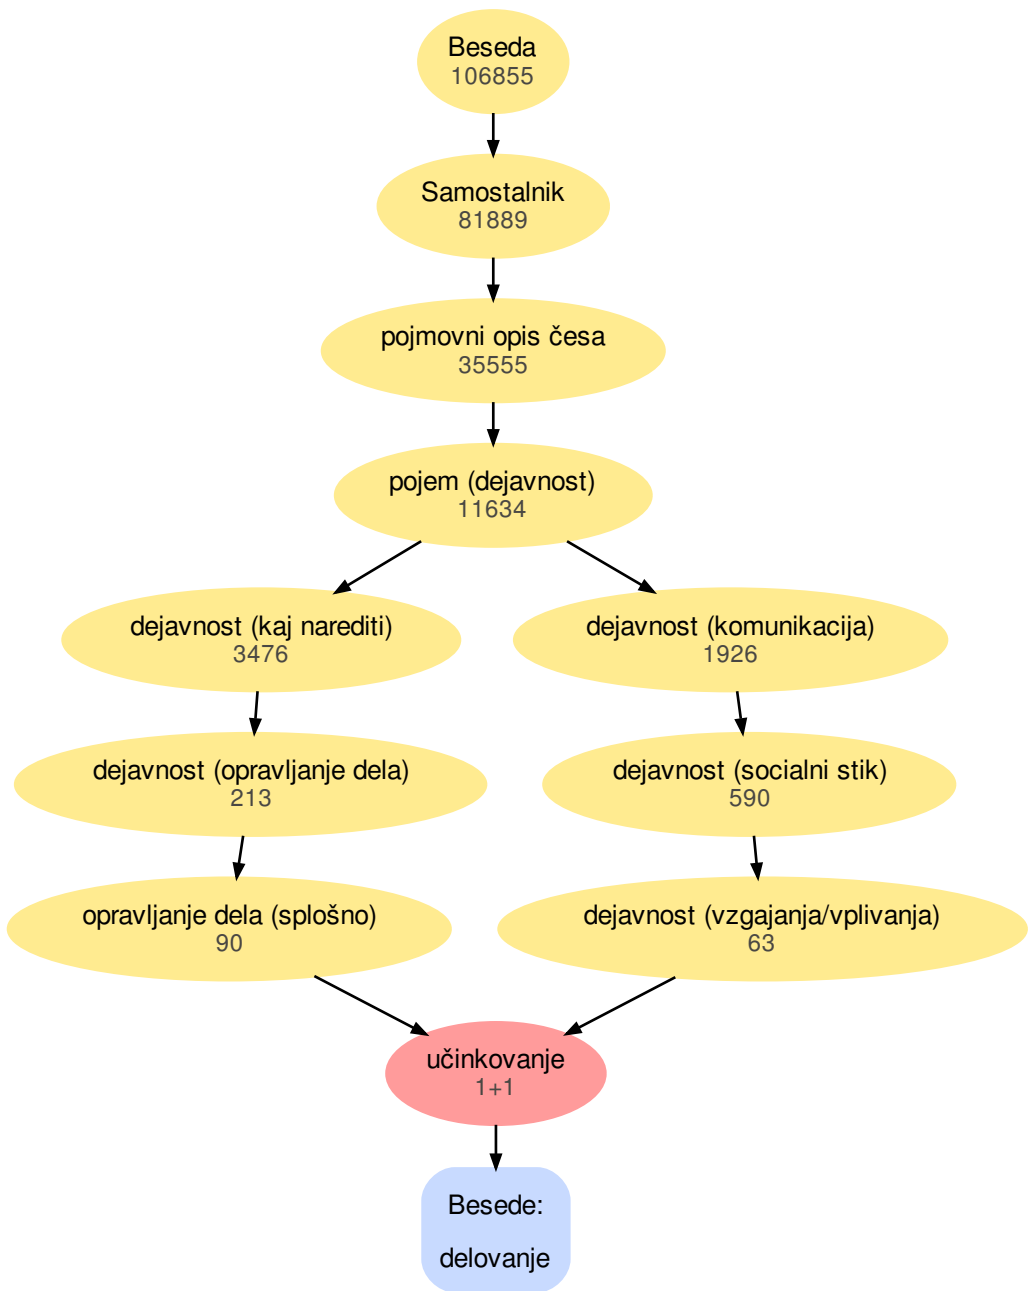 Beseda
106855
Samostalnik
81889
pojmovni opis česa
35555
pojem (dejavnost)
11634
dejavnost (kaj narediti)
3476
dejavnost (komunikacija)
1926
dejavnost (opravljanje dela)
213
dejavnost (socialni stik)
590
opravljanje dela (splošno)
90
dejavnost (vzgajanja/vplivanja)
63
učinkovanje
1+1
Besede:
delovanje